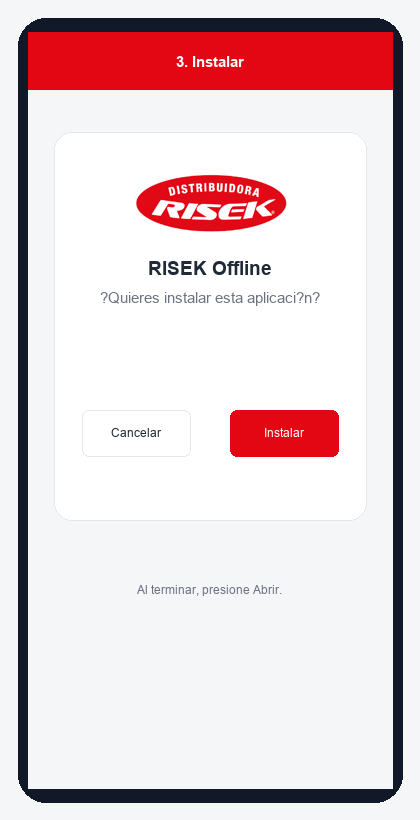 3. Instalar
DISTRIBUIDORA
RISEK
RISEK Offline
?Quieres instalar esta aplicaci?n?
Cancelar
Instalar
Al terminar, presione Abrir.